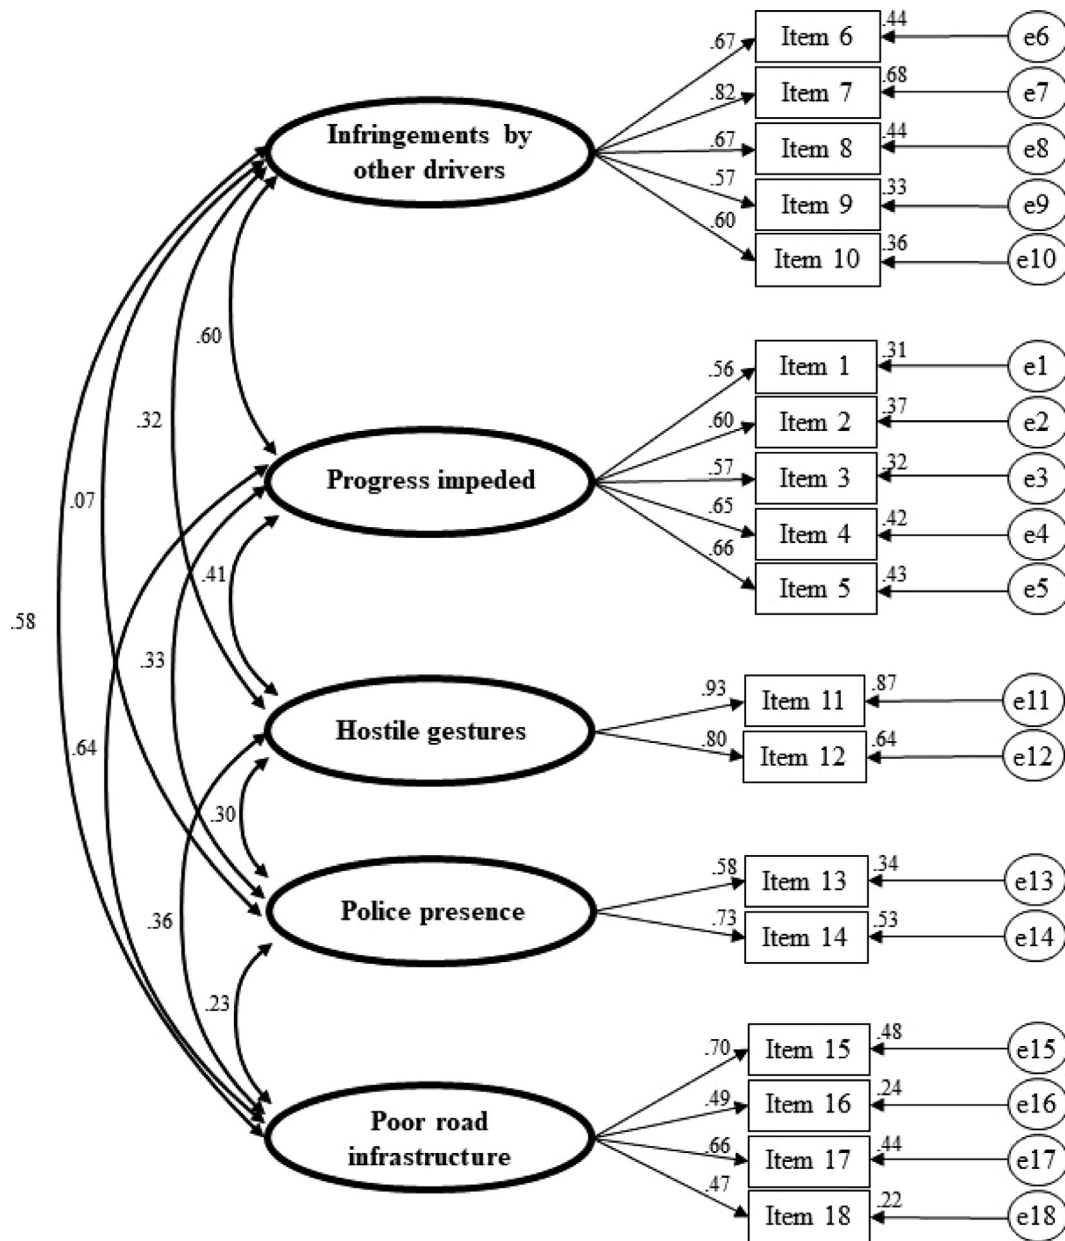 .67 Item 6 .44 e6
Infringements by
other drivers
.82 Item 7 .68 e7
.67 Item 8 .44 e8
.57 Item 9 .33 e9
.60 Item 10 .36 e10
.60
.32
.07
.58
Progress impeded
.56 Item 1 .31 e1
.60 Item 2 .37 e2
.57 Item 3 .32 e3
.65 Item 4 .42 e4
.66 Item 5 .43 e5
.41
.33
.64
Hostile gestures
.93 Item 11 .87 e11
.80 Item 12 .64 e12
.30
.36
Police presence
.58 Item 13 .34 e13
.73 Item 14 .53 e14
.23
Poor road
infrastructure
.70 Item 15 .48 e15
.49 Item 16 .24 e16
.66 Item 17 .44 e17
.47 Item 18 .22 e18